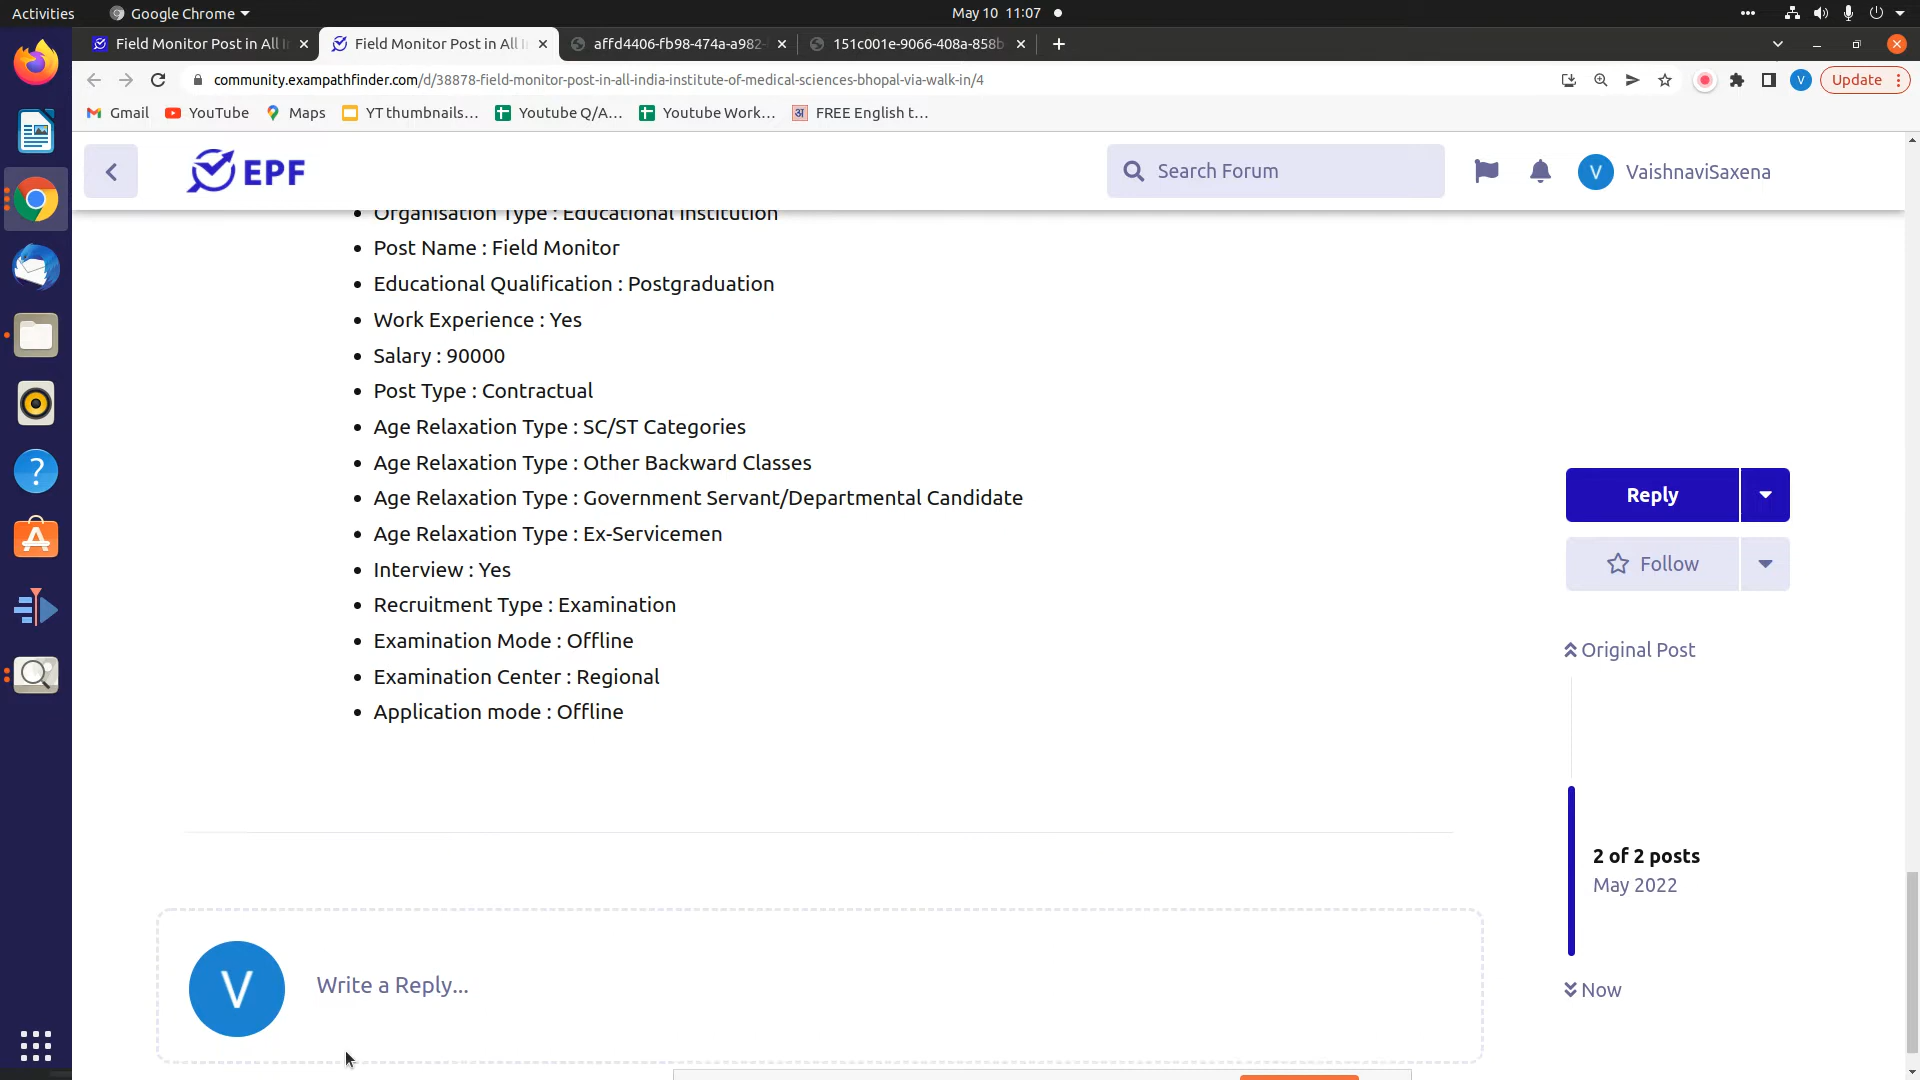 Activities
Google Chrome
May 10 11:07
Field Monitor Post in All I
Field Monitor Post in All I
affd4406-fb98-474a-a982-
151c001e-9066-408a-858b
community.exampathfinder.com/d/38878-field-monitor-post-in-all-india-institute-of-medical-sciences-bhopal-via-walk-in/4
V
Update
Gmail
YouTube
Maps
YT thumbnails...
Youtube Q/A...
Youtube Work...
FREE English t...
EPF
Search Forum
V
VaishnaviSaxena
Organisation Type : Educational Institution
Post Name : Field Monitor
Educational Qualification : Postgraduation
Work Experience : Yes
Salary : 90000
Post Type : Contractual
Age Relaxation Type : SC/ST Categories
Age Relaxation Type : Other Backward Classes
Age Relaxation Type : Government Servant/Departmental Candidate
Age Relaxation Type : Ex-Servicemen
Interview : Yes
Recruitment Type : Examination
Examination Mode : Offline
Examination Center : Regional
Application mode : Offline
Reply
Follow
Original Post
2 of 2 posts
May 2022
Now
V
Write a Reply...